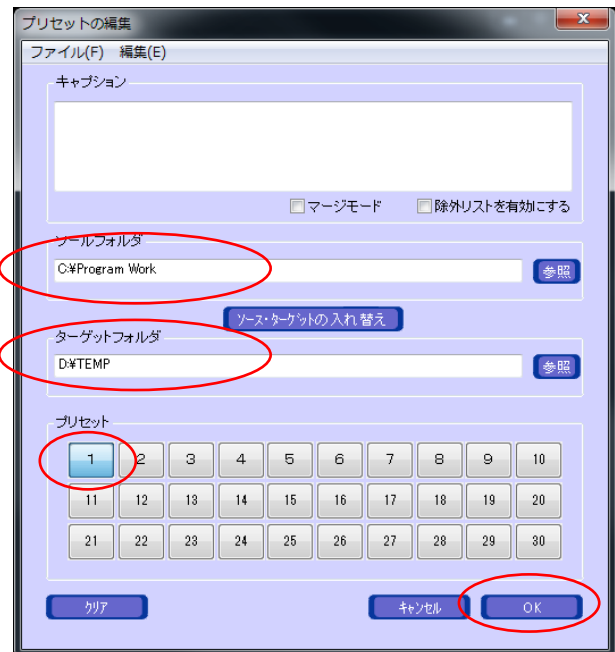 プリセットの編集
ファイル(F) 編集(E)
キャプション
マージモード 除外リストを有効にする
ソールフォルダ
C:¥Program Work 参照
ソース・ターゲットの入れ替え
ターゲットフォルダ
D:¥TEMP 参照
プリセット
1 2 3 4 5 6 7 8 9 10
11 12 13 14 15 16 17 18 19 20
21 22 23 24 25 26 27 28 29 30
クリア キャンセル OK